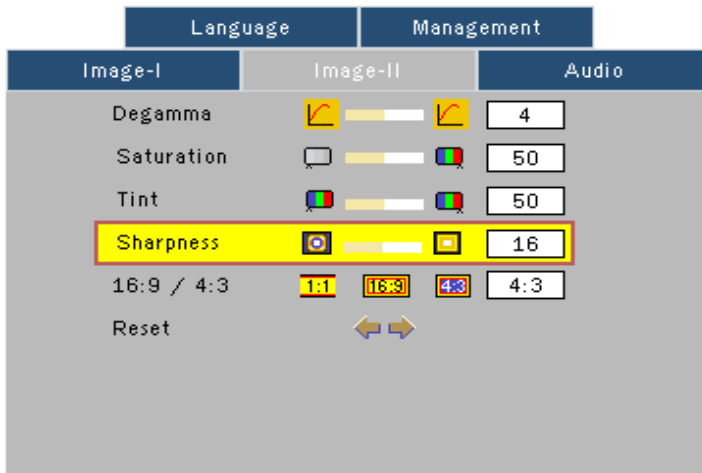 Language Management
Image-I Image-II Audio
Degamma 4
Saturation 50
Tint 50
Sharpness 16
16:9 / 4:3 1:1 16:9 4:3 4:3
Reset